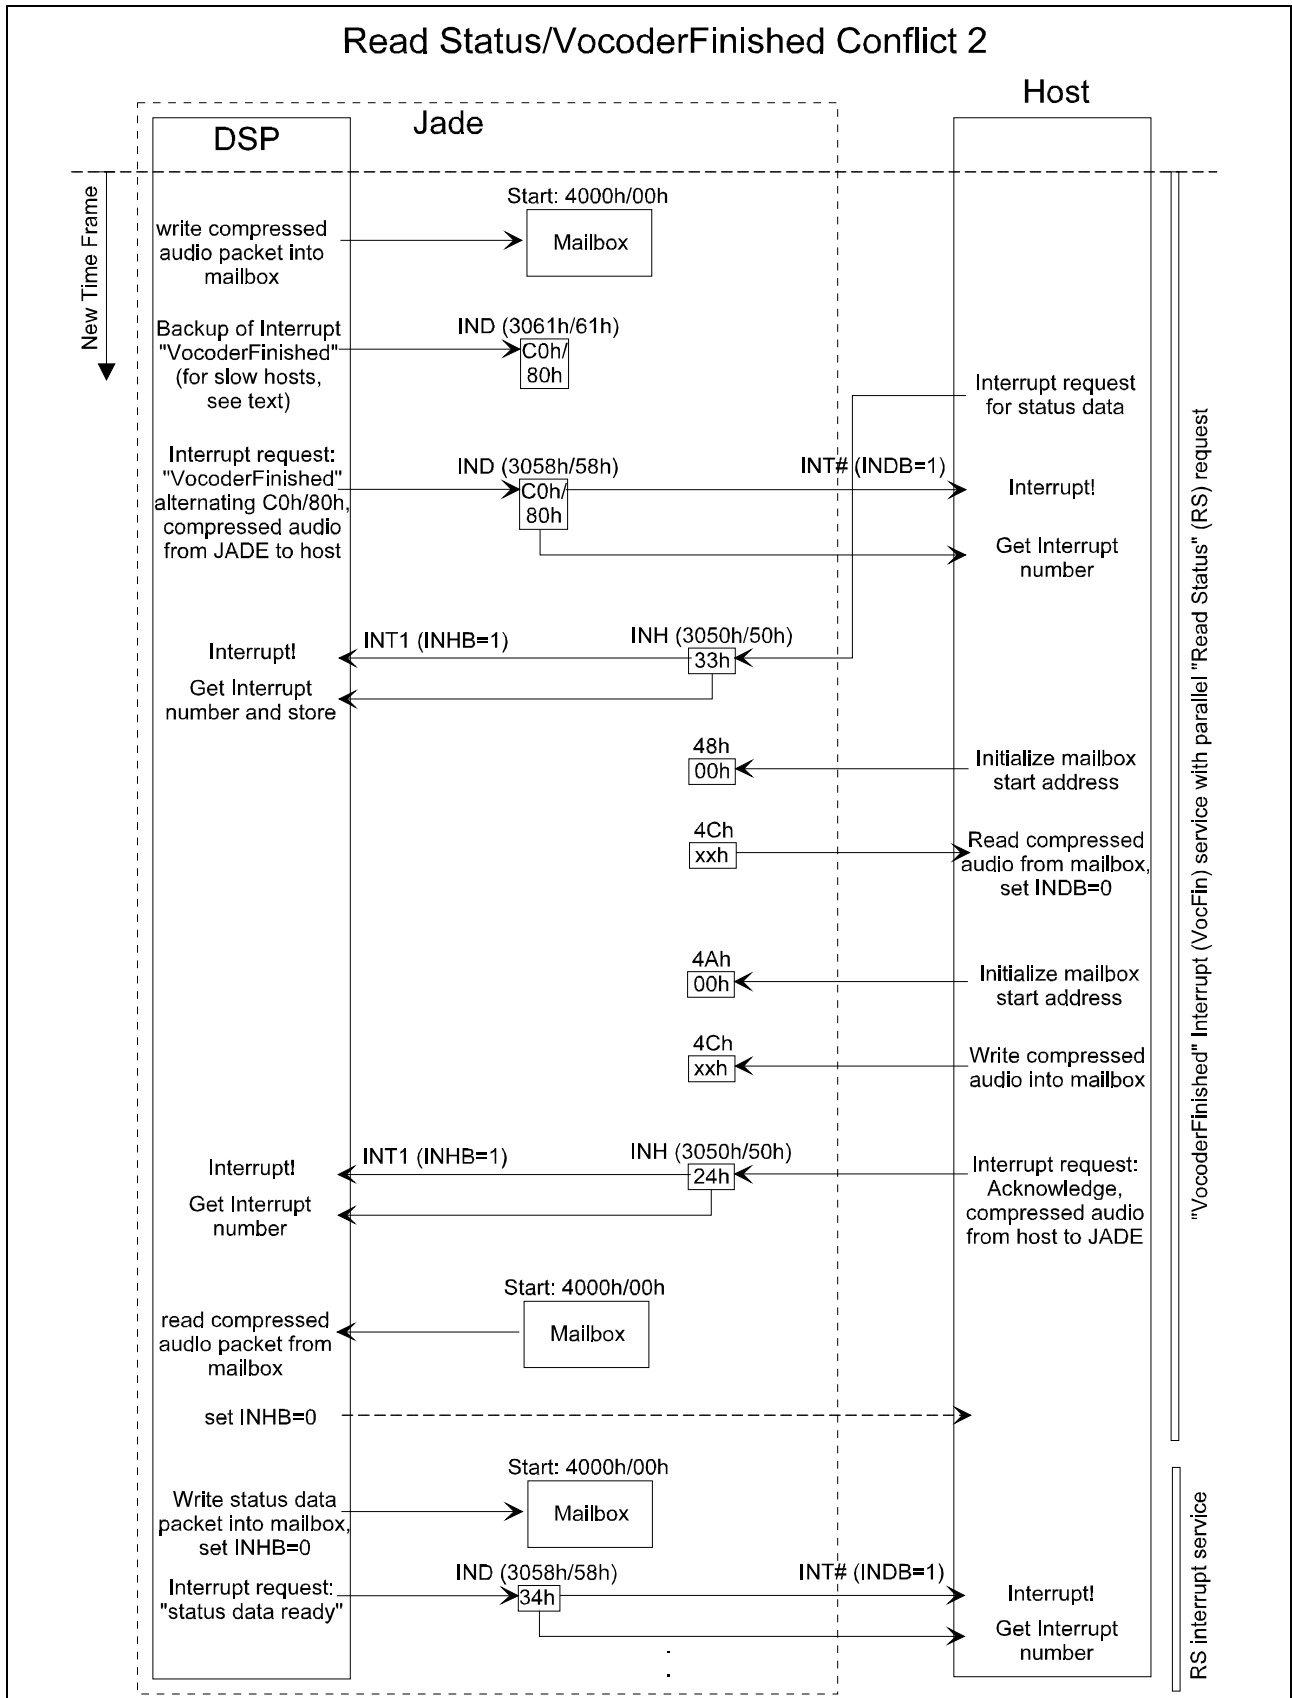 Read Status/VocoderFinished Conflict 2
Host
Jade
DSP
New Time Frame
Start: 4000h/00h
write compressed
audio packet into
mailbox
Mailbox
Backup of Interrupt
"VocoderFinished"
(for slow hosts,
see text)
IND (3061h/61h)
C0h/
80h
Interrupt request
for status data
Interrupt request:
"VocoderFinished"
alternating C0h/80h,
compressed audio
from JADE to host
IND (3058h/58h)
C0h/
80h
INT# (INDB=1)
Interrupt!
Get Interrupt
number
Interrupt!
INT1 (INHB=1)
INH (3050h/50h)
33h
Get Interrupt
number and store
48h
00h
Initialize mailbox
start address
4Ch
xxh
Read compressed
audio from mailbox,
set INDB=0
4Ah
00h
Initialize mailbox
start address
4Ch
xxh
Write compressed
audio into mailbox
Interrupt!
INT1 (INHB=1)
INH (3050h/50h)
24h
Interrupt request:
Acknowledge,
compressed audio
from host to JADE
Get Interrupt
number
Start: 4000h/00h
read compressed
audio packet from
mailbox
Mailbox
set INHB=0
"VocoderFinished" Interrupt (VocFin) service with parallel "Read Status" (RS) request
Start: 4000h/00h
Write status data
packet into mailbox,
set INHB=0
Mailbox
Interrupt request:
"status data ready"
IND (3058h/58h)
34h
INT# (INDB=1)
Interrupt!
Get Interrupt
number
RS interrupt service